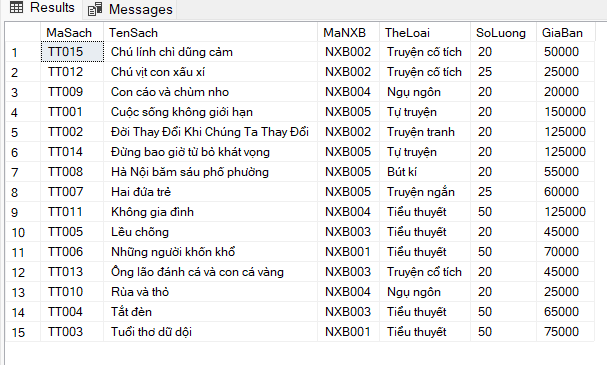 Results Messages
MaSach TenSach MaNXB TheLoai SoLuong GiaBan
1 TT015 Chú lính chì dũng cảm NXB002 Truyện cổ tích 20 50000
2 TT012 Chú vịt con xấu xí NXB002 Truyện cổ tích 25 25000
3 TT009 Con cáo và chùm nho NXB004 Ngụ ngôn 20 20000
4 TT001 Cuộc sống không giới hạn NXB005 Tự truyện 20 150000
5 TT002 Đời Thay Đổi Khi Chúng Ta Thay Đổi NXB002 Truyện tranh 20 125000
6 TT014 Đừng bao giờ từ bỏ khát vọng NXB005 Tự truyện 20 125000
7 TT008 Hà Nội băm sáu phố phường NXB005 Bút kí 20 55000
8 TT007 Hai đứa trẻ NXB005 Truyện ngắn 25 60000
9 TT011 Không gia đình NXB004 Tiểu thuyết 50 125000
10 TT005 Lều chõng NXB003 Tiểu thuyết 20 45000
11 TT006 Những người khốn khổ NXB001 Tiểu thuyết 50 70000
12 TT013 Ông lão đánh cá và con cá vàng NXB003 Truyện cổ tích 20 45000
13 TT010 Rùa và thỏ NXB004 Ngụ ngôn 20 25000
14 TT004 Tắt đèn NXB003 Tiểu thuyết 50 65000
15 TT003 Tuổi thơ dữ dội NXB001 Tiểu thuyết 50 75000